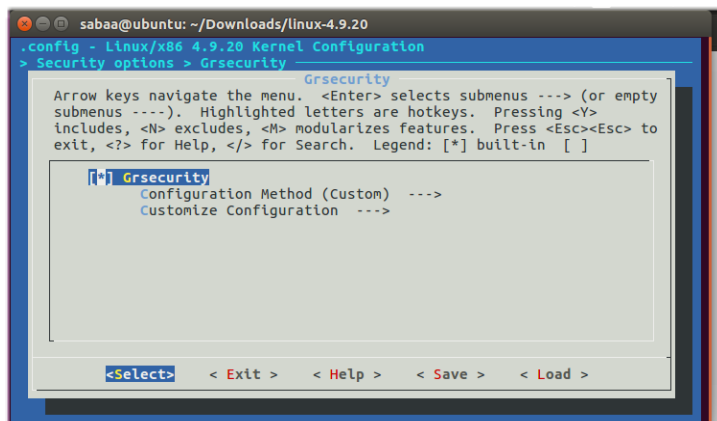 sabaa@ubuntu: ~/Downloads/linux-4.9.20
.config - Linux/x86 4.9.20 Kernel Configuration
> Security options > Grsecurity
Grsecurity
Arrow keys navigate the menu.  <Enter> selects submenus ---> (or empty
submenus ----).  Highlighted letters are hotkeys.  Pressing <Y>
includes, <N> excludes, <M> modularizes features.  Press <Esc><Esc> to
exit, <?> for Help, </> for Search.  Legend: [*] built-in  [ ]
[*] Grsecurity
Configuration Method (Custom)  --->
Customize Configuration  --->
<Select>    < Exit >    < Help >    < Save >    < Load >